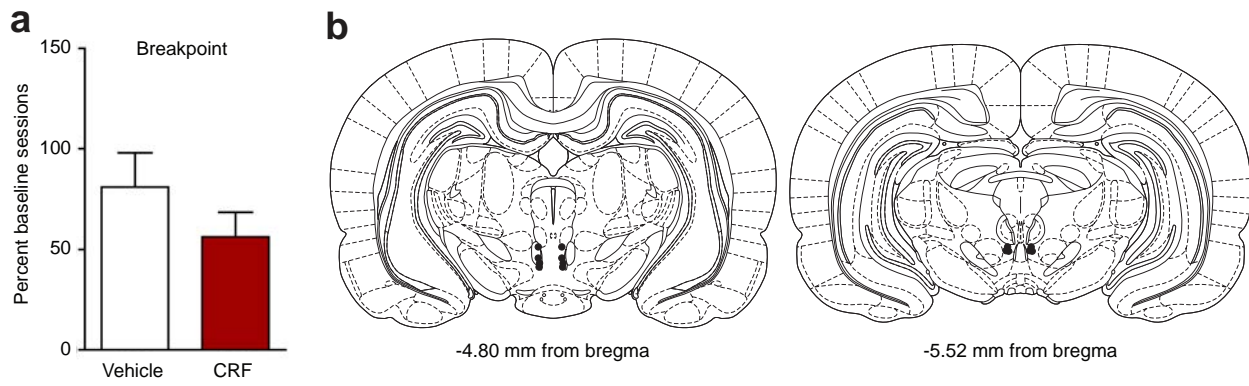 a
Breakpoint
Percent baseline sessions
150
100
50
0
Vehicle
CRF
b
-4.80 mm from bregma
-5.52 mm from bregma